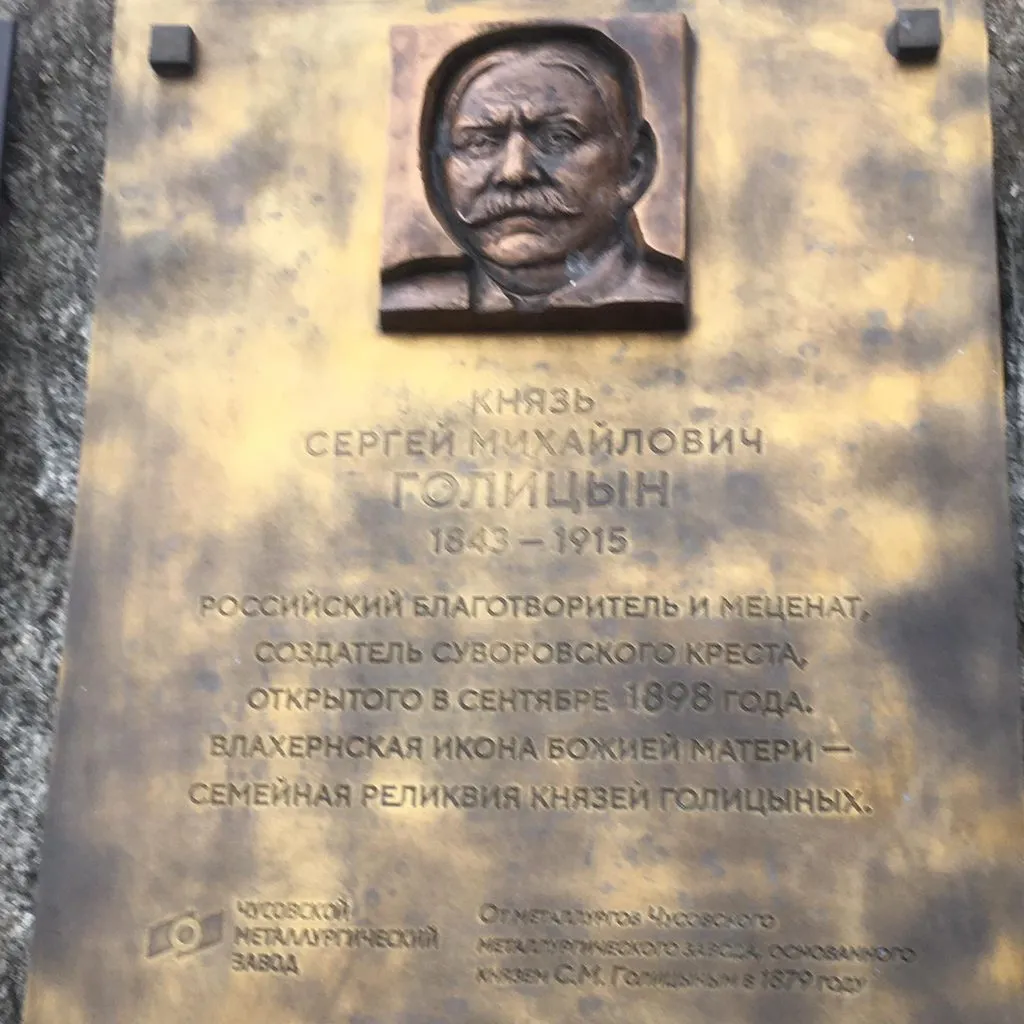 КНЯЗЬ
СЕРГЕЙ МИХАЙЛОВИЧ
ГОЛИЦЫН
1843 – 1915
РОССИЙСКИЙ БЛАГОТВОРИТЕЛЬ И МЕЦЕНАТ,
СОЗДАТЕЛЬ СУВОРОВСКОГО КРЕСТА,
ОТКРЫТОГО В СЕНТЯБРЕ 1898 ГОДА.
ВЛАХЕРНСКАЯ ИКОНА БОЖИЕЙ МАТЕРИ —
СЕМЕЙНАЯ РЕЛИКВИЯ КНЯЗЕЙ ГОЛИЦЫНЫХ.
ЧУСОВСКОЙ
МЕТАЛЛУРГИЧЕСКИЙ
ЗАВОД
ОТ МЕТАЛЛУРГОВ ЧУСОВСКОГО
МЕТАЛЛУРГИЧЕСКОГО ЗАВОДА, ОСНОВАННОГО
КНЯЗЕМ С.М. ГОЛИЦЫНЫМ В 1879 ГОДУ